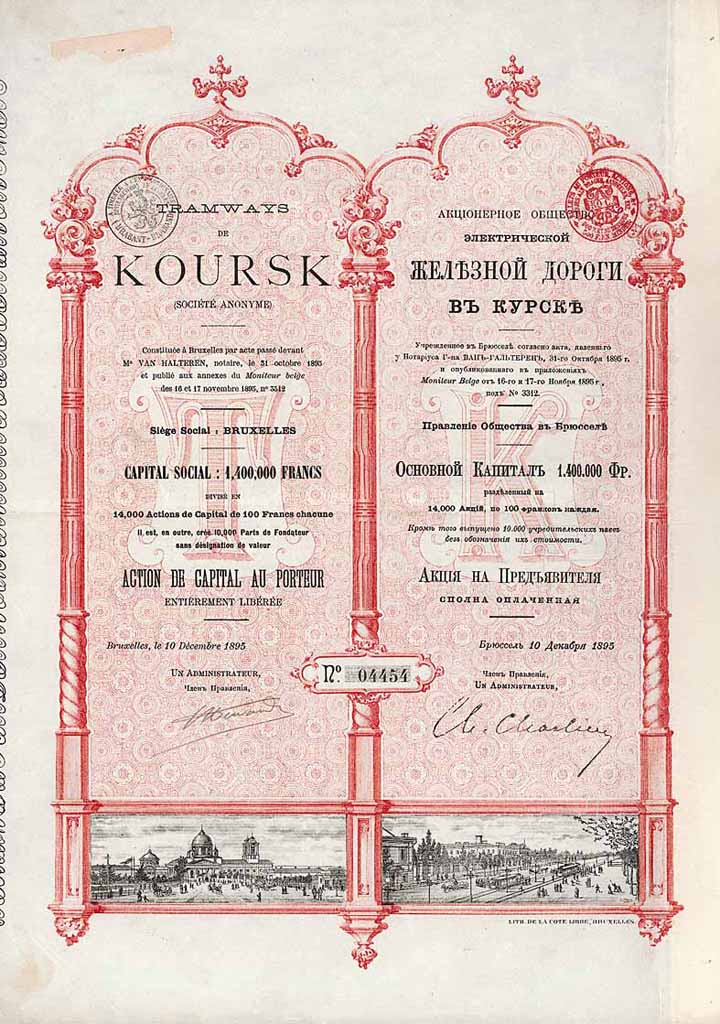 TRAMWAYS
DE
KOURSK
(SOCIÉTÉ ANONYME)
Constituée à Bruxelles par acte passé devant
Me VAN HALTEREN, notaire, le 31 octobre 1895
et publié aux annexes du Moniteur belge
des 16 et 17 novembre 1895, n° 3312
Siége Social : BRUXELLES
CAPITAL SOCIAL : 1,400,000 FRANCS
DIVISÉ EN
14,000 Actions de Capital de 100 Francs chacune
Il est, en outre, créé 10,000 Parts de Fondateur
sans désignation de valeur
ACTION DE CAPITAL AU PORTEUR
ENTIÈREMENT LIBÉRÉE
Bruxelles, le 10 Décembre 1895
UN ADMINISTRATEUR,
Членъ Правленія,
АКЦІОНЕРНОЕ ОБЩЕСТВО
ЭЛЕКТРИЧЕСКОЙ
ЖЕЛѢЗНОЙ ДОРОГИ
ВЪ КУРСКѢ
Учрежденное въ Брюсселѣ согласно акта, даннаго
у Нотаріуса Г-на ВАНЪ-ГАЛЬТЕРЕНЪ, 31-го Октября 1895 г.
и опубликованнаго въ приложеніяхъ
Moniteur Belge отъ 16-го и 17-го Ноября 1895 г.,
подъ No 3312.
Правленіе Общества въ Брюсселѣ
ОСНОВНОЙ КАПИТАЛЪ 1.400.000 ФР.
раздѣленный на
14,000 Акцій, по 100 франковъ каждая.
Кромѣ того выпущено 10.000 учредительскихъ паевъ
безъ обозначенія ихъ стоимости.
АКЦІЯ НА ПРЕДЪЯВИТЕЛЯ
СПОЛНА ОПЛАЧЕННАЯ
Брюссель 10 Декабря 1895
Членъ Правленія,
UN ADMINISTRATEUR,
No. 04454
LITH. DE LA COTE LIBRE, BRUXELLES.